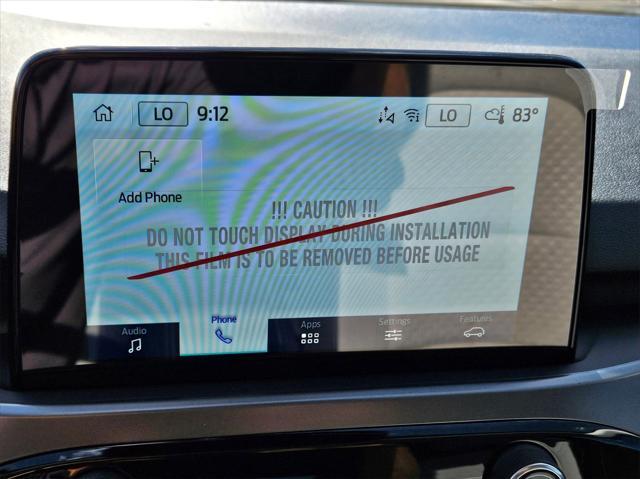 LO 9:12 LO 83°
Add Phone
!!! CAUTION !!!
DO NOT TOUCH DISPLAY DURING INSTALLATION
THIS FILM IS TO BE REMOVED BEFORE USAGE
Audio Phone Apps Settings Features